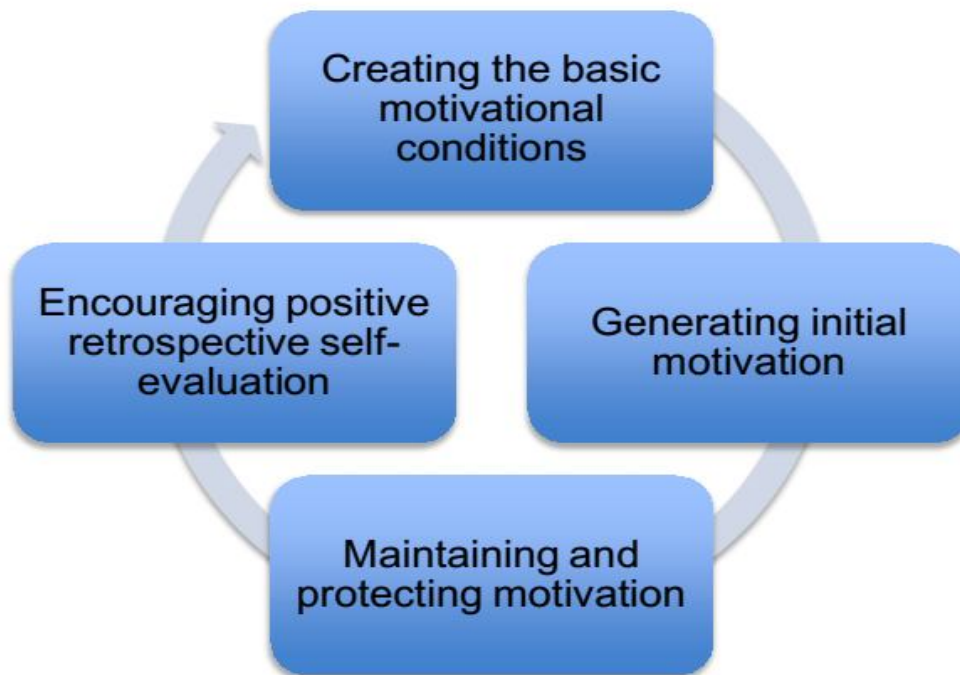 Creating the basic
motivational
conditions
Generating initial
motivation
Maintaining and
protecting motivation
Encouraging positive
retrospective self-
evaluation